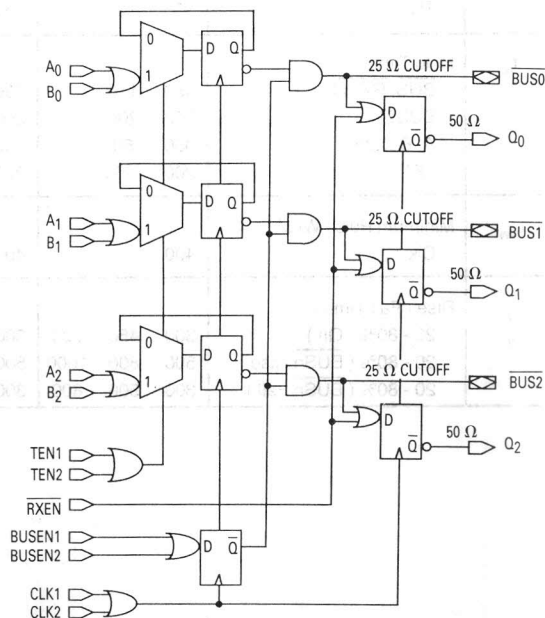 0
1
D Q
A0
B0
25 Ω CUTOFF
BUS0
D
Q
50 Ω
Q0
0
1
D Q
A1
B1
25 Ω CUTOFF
BUS1
D
Q
50 Ω
Q1
0
1
D Q
A2
B2
25 Ω CUTOFF
BUS2
D
Q
50 Ω
Q2
TEN1
TEN2
RXEN
BUSEN1
BUSEN2
D Q
CLK1
CLK2